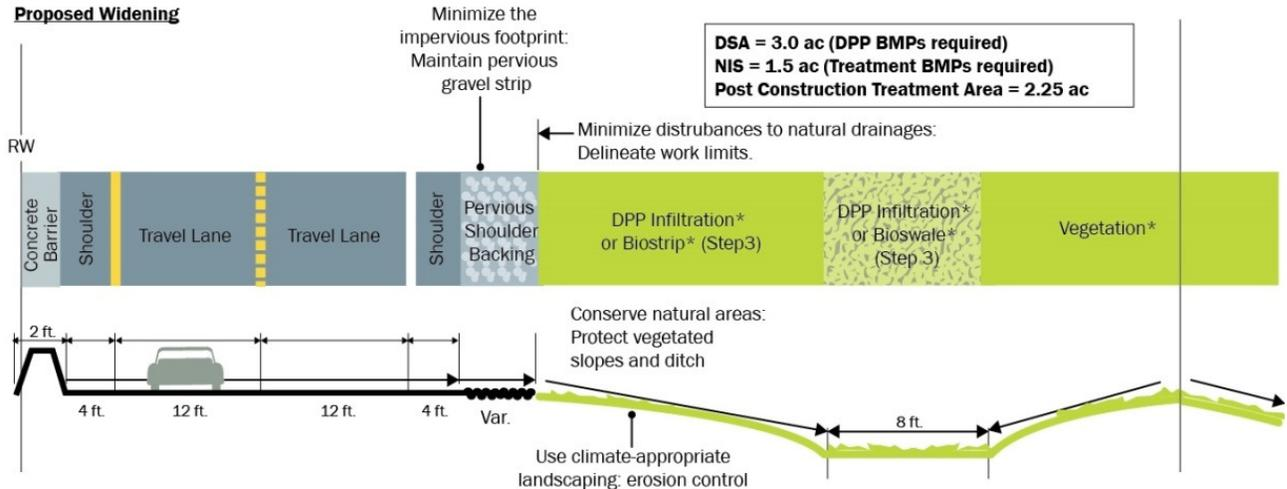 Proposed Widening
Minimize the
impervious footprint:
Maintain pervious
gravel strip
DSA = 3.0 ac (DPP BMPs required)
NIS = 1.5 ac (Treatment BMPs required)
Post Construction Treatment Area = 2.25 ac
Minimize distrubances to natural drainages:
Delineate work limits.
RW
Concrete
Barrier
Shoulder
Travel Lane
Travel Lane
Shoulder
Pervious
Shoulder
Backing
DPP Infiltration*
or Biostrip* (Step3)
DPP Infiltration*
or Bioswale*
(Step 3)
Vegetation*
Conserve natural areas:
Protect vegetated
slopes and ditch
2 ft.
4 ft.
12 ft.
12 ft.
4 ft.
Var.
8 ft.
Use climate-appropriate
landscaping: erosion control